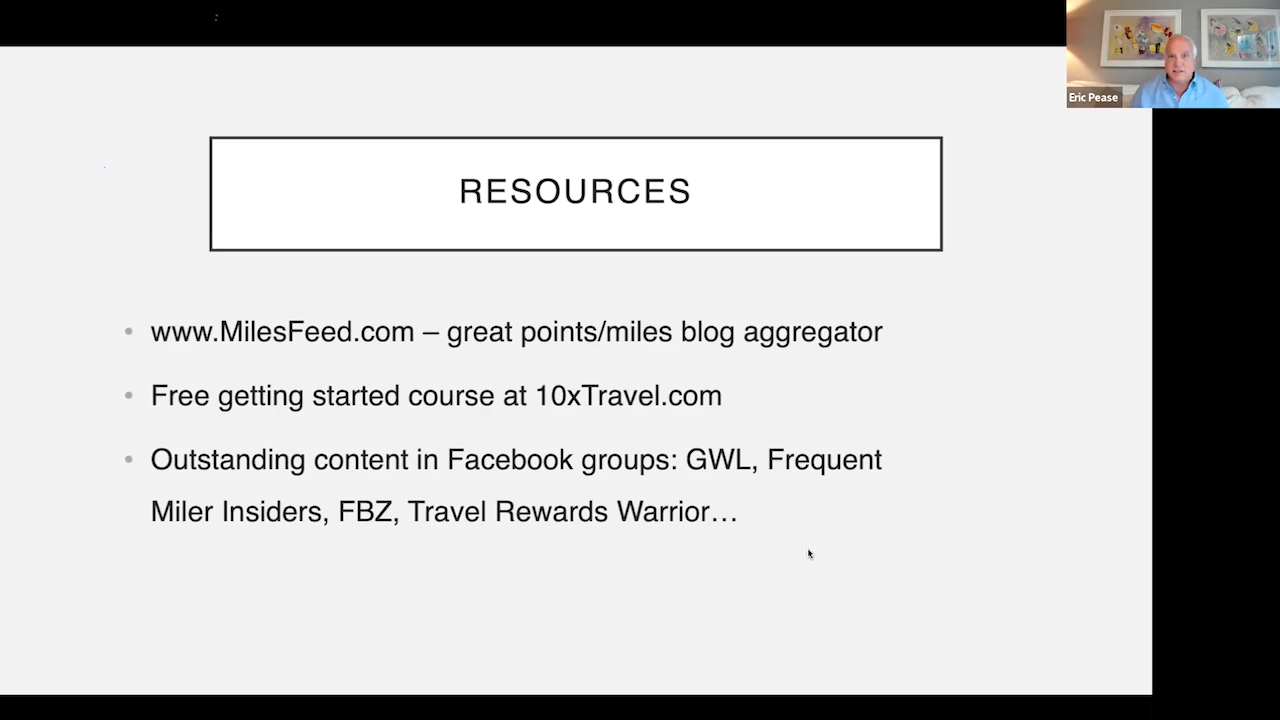 Eric Pease
RESOURCES
• www.MilesFeed.com – great points/miles blog aggregator
• Free getting started course at 10xTravel.com
• Outstanding content in Facebook groups: GWL, Frequent
Miler Insiders, FBZ, Travel Rewards Warrior…